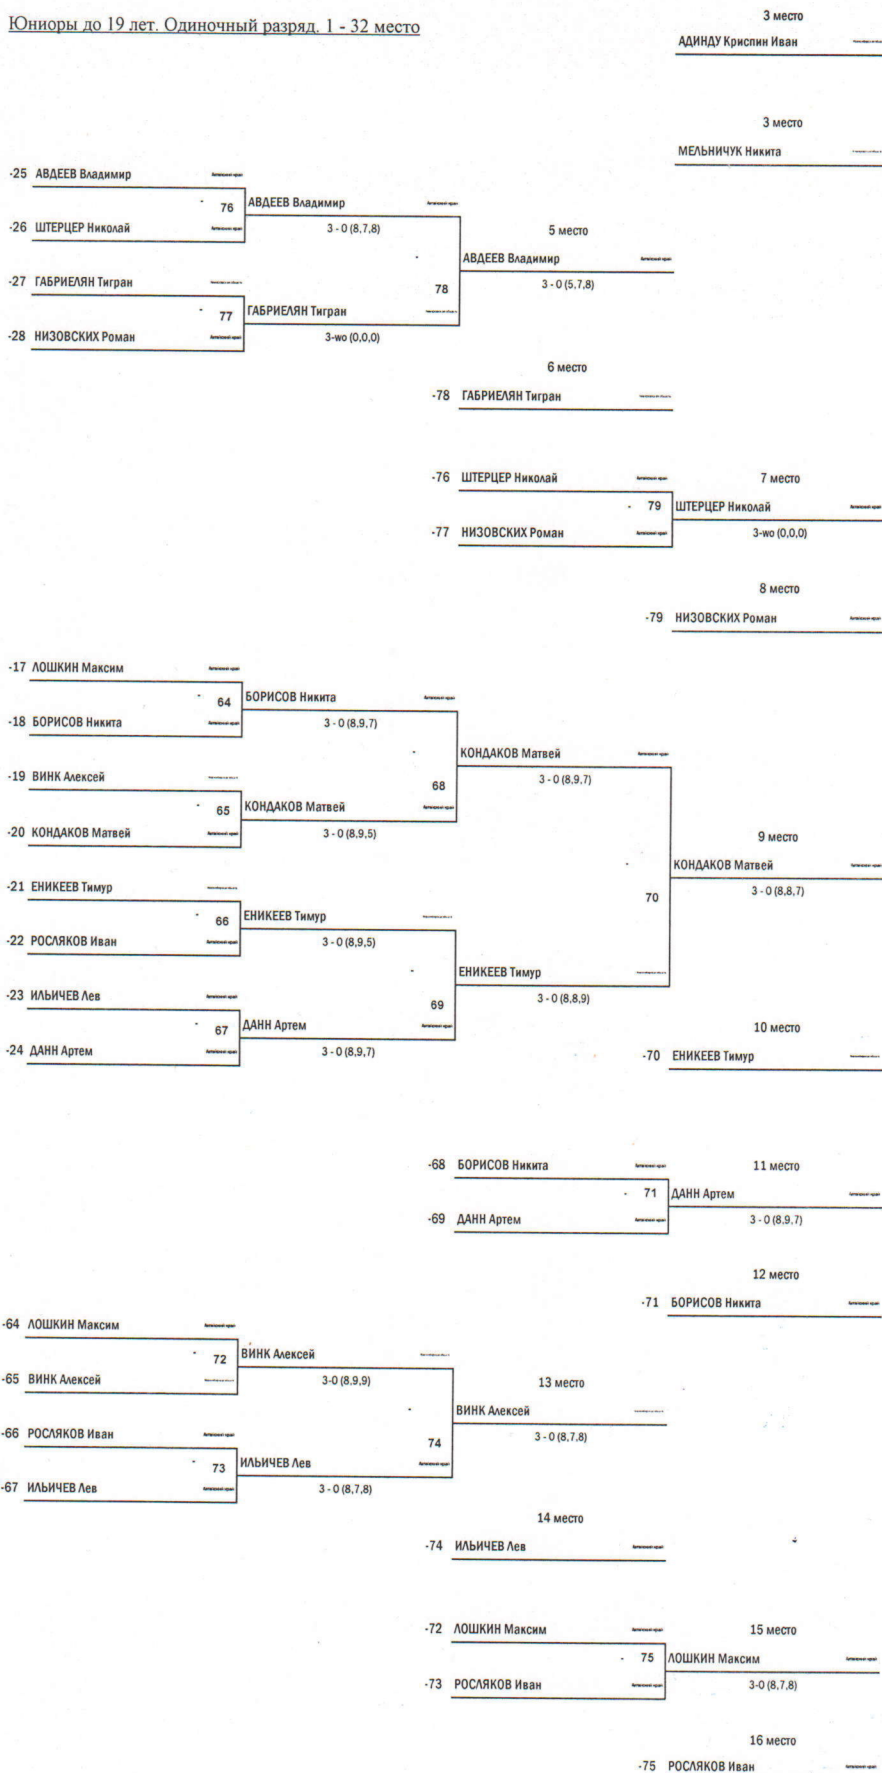 Юниоры до 19 лет. Одиночный разряд. 1 - 32 место
3 место
АДИНДУ Криспин Иван
3 место
МЕЛЬНИЧУК Никита
-25 АВДЕЕВ Владимир
76 АВДЕЕВ Владимир
-26 ШТЕРЦЕР Николай
3 - 0 (8,7,8)
5 место
АВДЕЕВ Владимир
-27 ГАБРИЕЛЯН Тигран
78
3 - 0 (5,7,8)
77 ГАБРИЕЛЯН Тигран
-28 НИЗОВСКИХ Роман
3-wo (0,0,0)
6 место
-78 ГАБРИЕЛЯН Тигран
-76 ШТЕРЦЕР Николай
7 место
79 ШТЕРЦЕР Николай
-77 НИЗОВСКИХ Роман
3-wo (0,0,0)
8 место
-79 НИЗОВСКИХ Роман
-17 ЛОШКИН Максим
64 БОРИСОВ Никита
-18 БОРИСОВ Никита
3 - 0 (8,9,7)
КОНДАКОВ Матвей
-19 ВИНК Алексей
68
3 - 0 (8,9,7)
65 КОНДАКОВ Матвей
-20 КОНДАКОВ Матвей
3 - 0 (8,9,5)
9 место
КОНДАКОВ Матвей
-21 ЕНИКЕЕВ Тимур
70
3 - 0 (8,8,7)
66 ЕНИКЕЕВ Тимур
-22 РОСЛЯКОВ Иван
3 - 0 (8,9,5)
ЕНИКЕЕВ Тимур
-23 ИЛЬИЧЕВ Лев
69
3 - 0 (8,8,9)
67 ДАНН Артем
-24 ДАНН Артем
3 - 0 (8,9,7)
10 место
-70 ЕНИКЕЕВ Тимур
-68 БОРИСОВ Никита
11 место
71 ДАНН Артем
-69 ДАНН Артем
3 - 0 (8,9,7)
12 место
-71 БОРИСОВ Никита
-64 ЛОШКИН Максим
72 ВИНК Алексей
-65 ВИНК Алексей
3-0 (8,9,9)
13 место
ВИНК Алексей
-66 РОСЛЯКОВ Иван
74
3 - 0 (8,7,8)
73 ИЛЬИЧЕВ Лев
-67 ИЛЬИЧЕВ Лев
3 - 0 (8,7,8)
14 место
-74 ИЛЬИЧЕВ Лев
-72 ЛОШКИН Максим
15 место
75 ЛОШКИН Максим
-73 РОСЛЯКОВ Иван
3-0 (8,7,8)
16 место
-75 РОСЛЯКОВ Иван